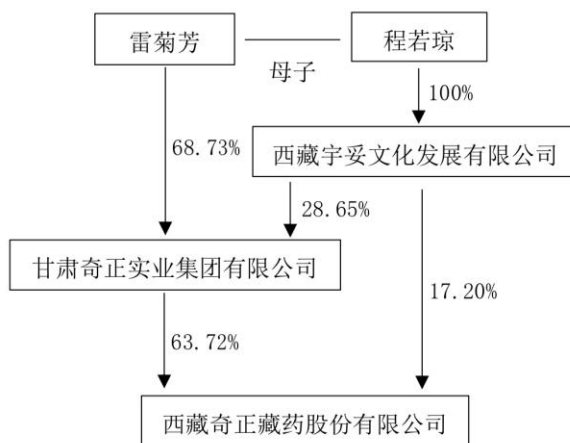 雷菊芳
程若琼
母子
100%
68.73%
西藏宇妥文化发展有限公司
28.65%
甘肃奇正实业集团有限公司
17.20%
63.72%
西藏奇正藏药股份有限公司